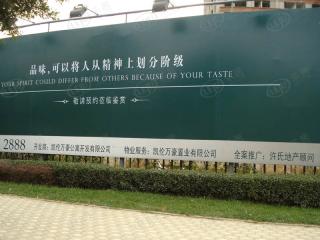 品味,可以将人从精神上划分阶级
YOUR SPIRIT COULD DIFFER FROM OTHERS BECAUSE OF YOUR TASTE
敬请预约莅临鉴赏
2888 开发商:凯伦万豪公寓开发有限公司 物业服务:凯伦万豪置业有限公司 全案推广:许氏地产顾问